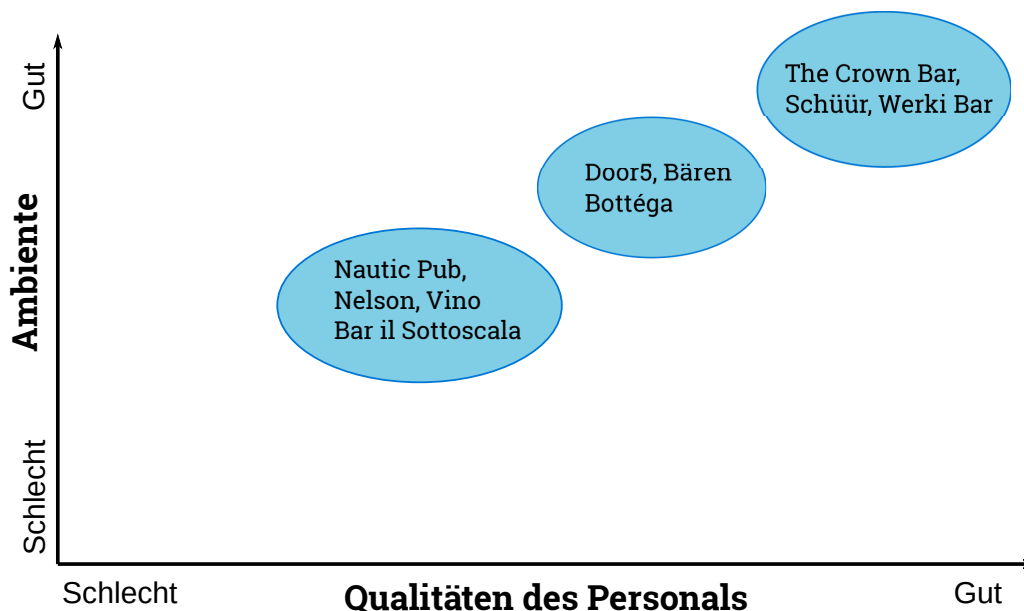 Gut
The Crown Bar,
Schüür, Werki Bar
Door5, Bären
Bottéga
Ambiente
Nautic Pub,
Nelson, Vino
Bar il Sottoscala
Schlecht
Schlecht
Qualitäten des Personals
Gut